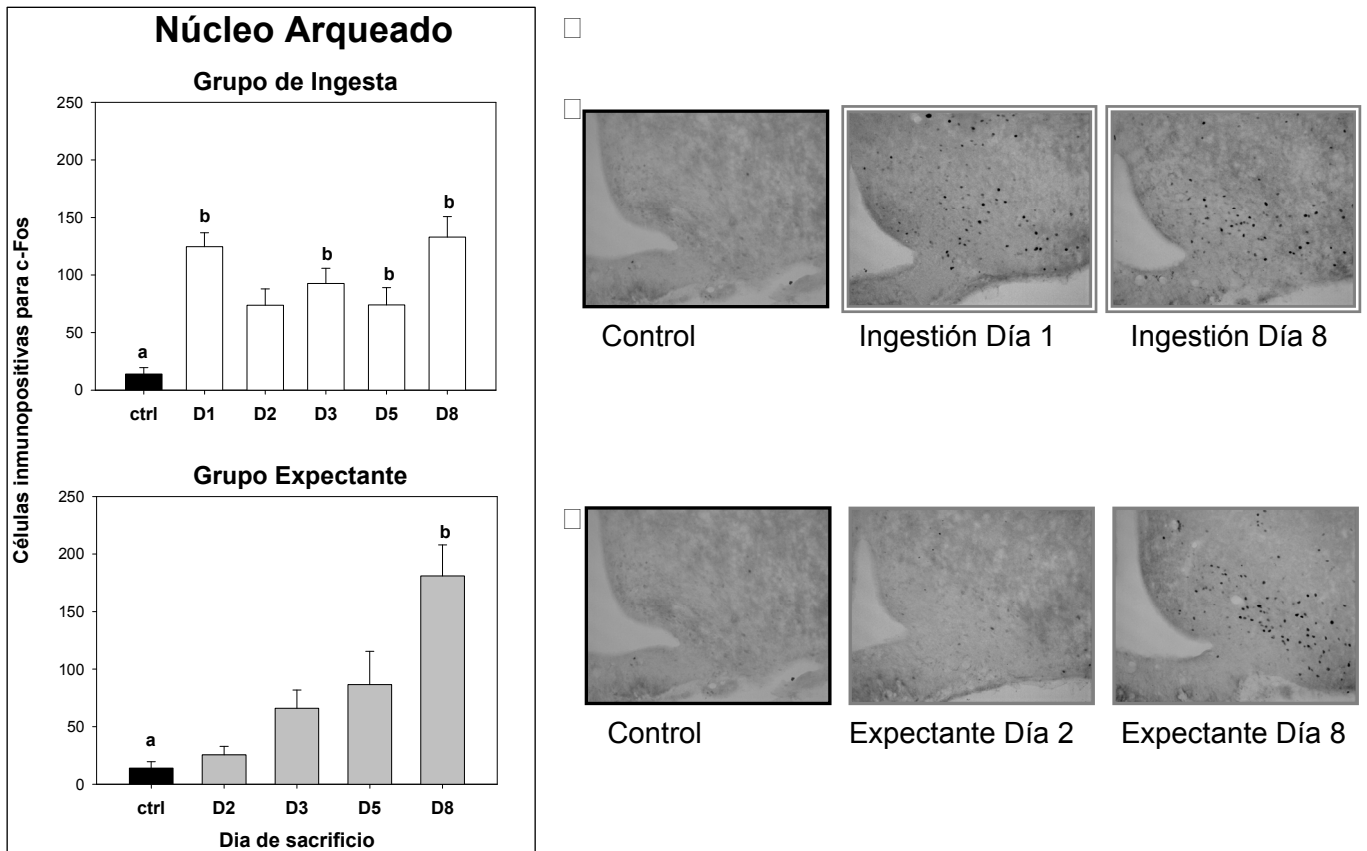 Núcleo Arqueado
Grupo de Ingesta
Células inmunopositivas para c-Fos
250
200
150
100
50
0
a
b
b
b
b
ctrl D1 D2 D3 D5 D8
Grupo Expectante
250
200
150
100
50
0
a
b
ctrl D2 D3 D5 D8
Dia de sacrificio
Control Ingestión Día 1 Ingestión Día 8
Control Expectante Día 2 Expectante Día 8